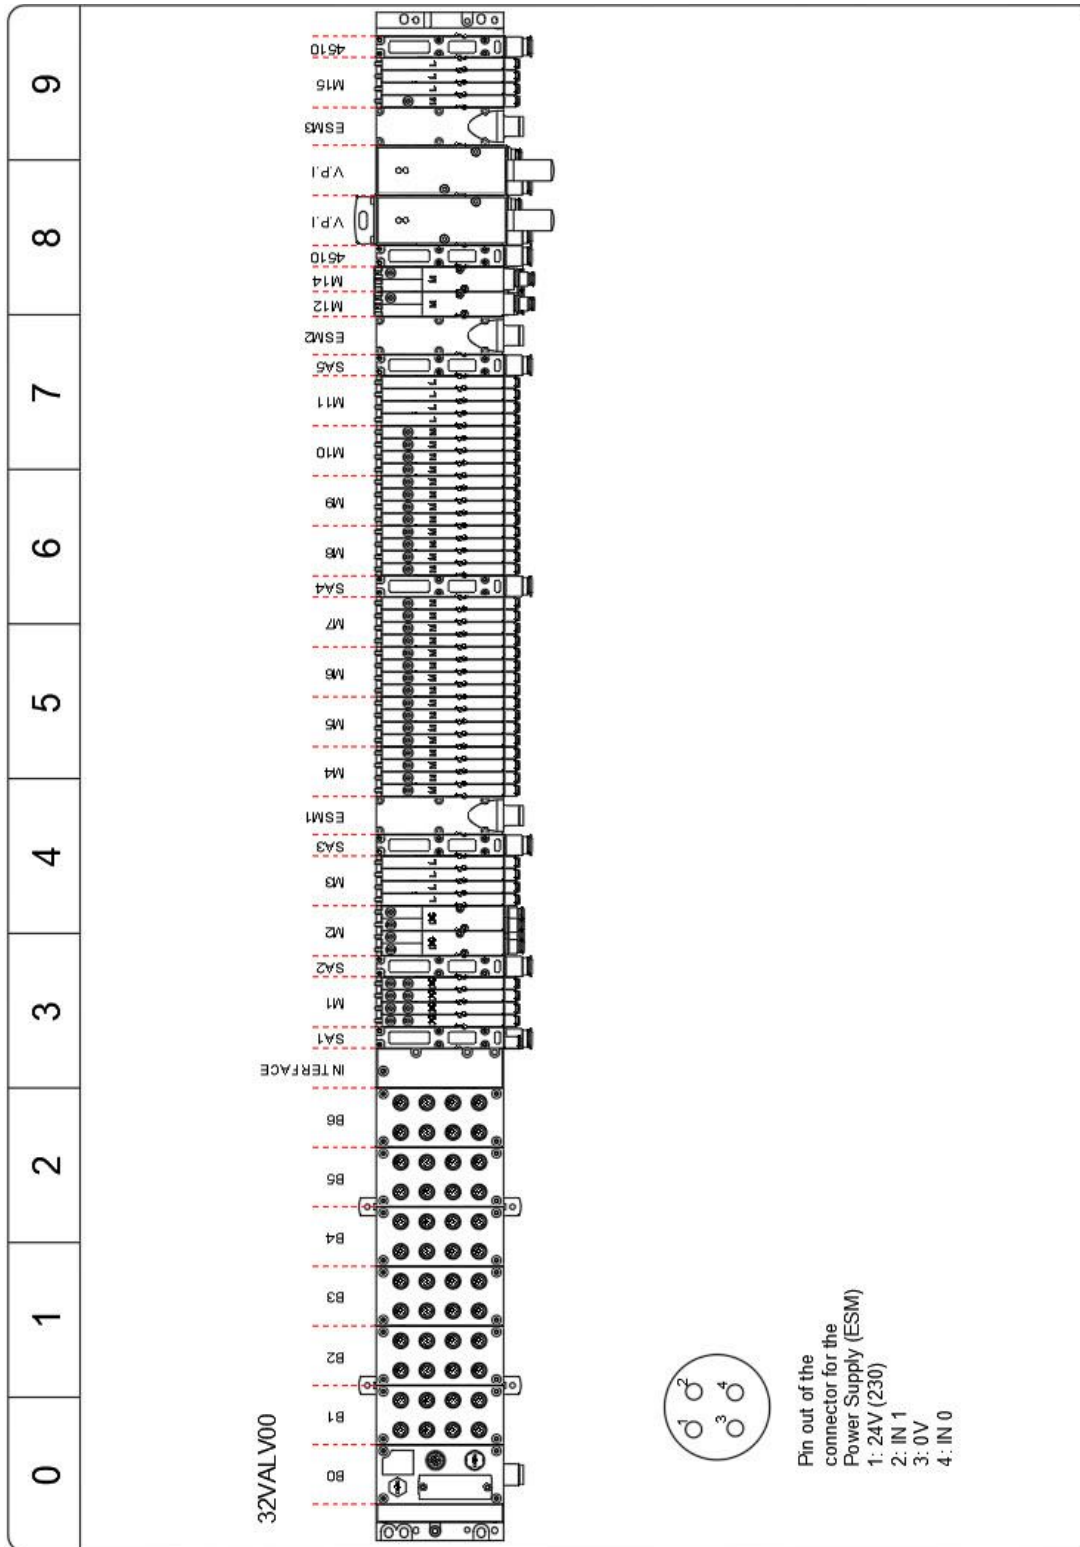 0
1
2
3
4
5
6
7
8
9
32VALV00
B0
B1
B2
B3
B4
B5
B6
INTERFACE
SA1
M1
SA2
M2
M3
SA3
ESM1
M4
M5
M6
M7
SA4
M8
M9
M10
M11
SA5
ESM2
M12
M14
4510
V.P.I
V.P.I
ESM3
M15
4510
1 2
3 4
Pin out of the
connector for the
Power Supply (ESM)
1: 24V (230)
2: IN 1
3: 0V
4: IN 0